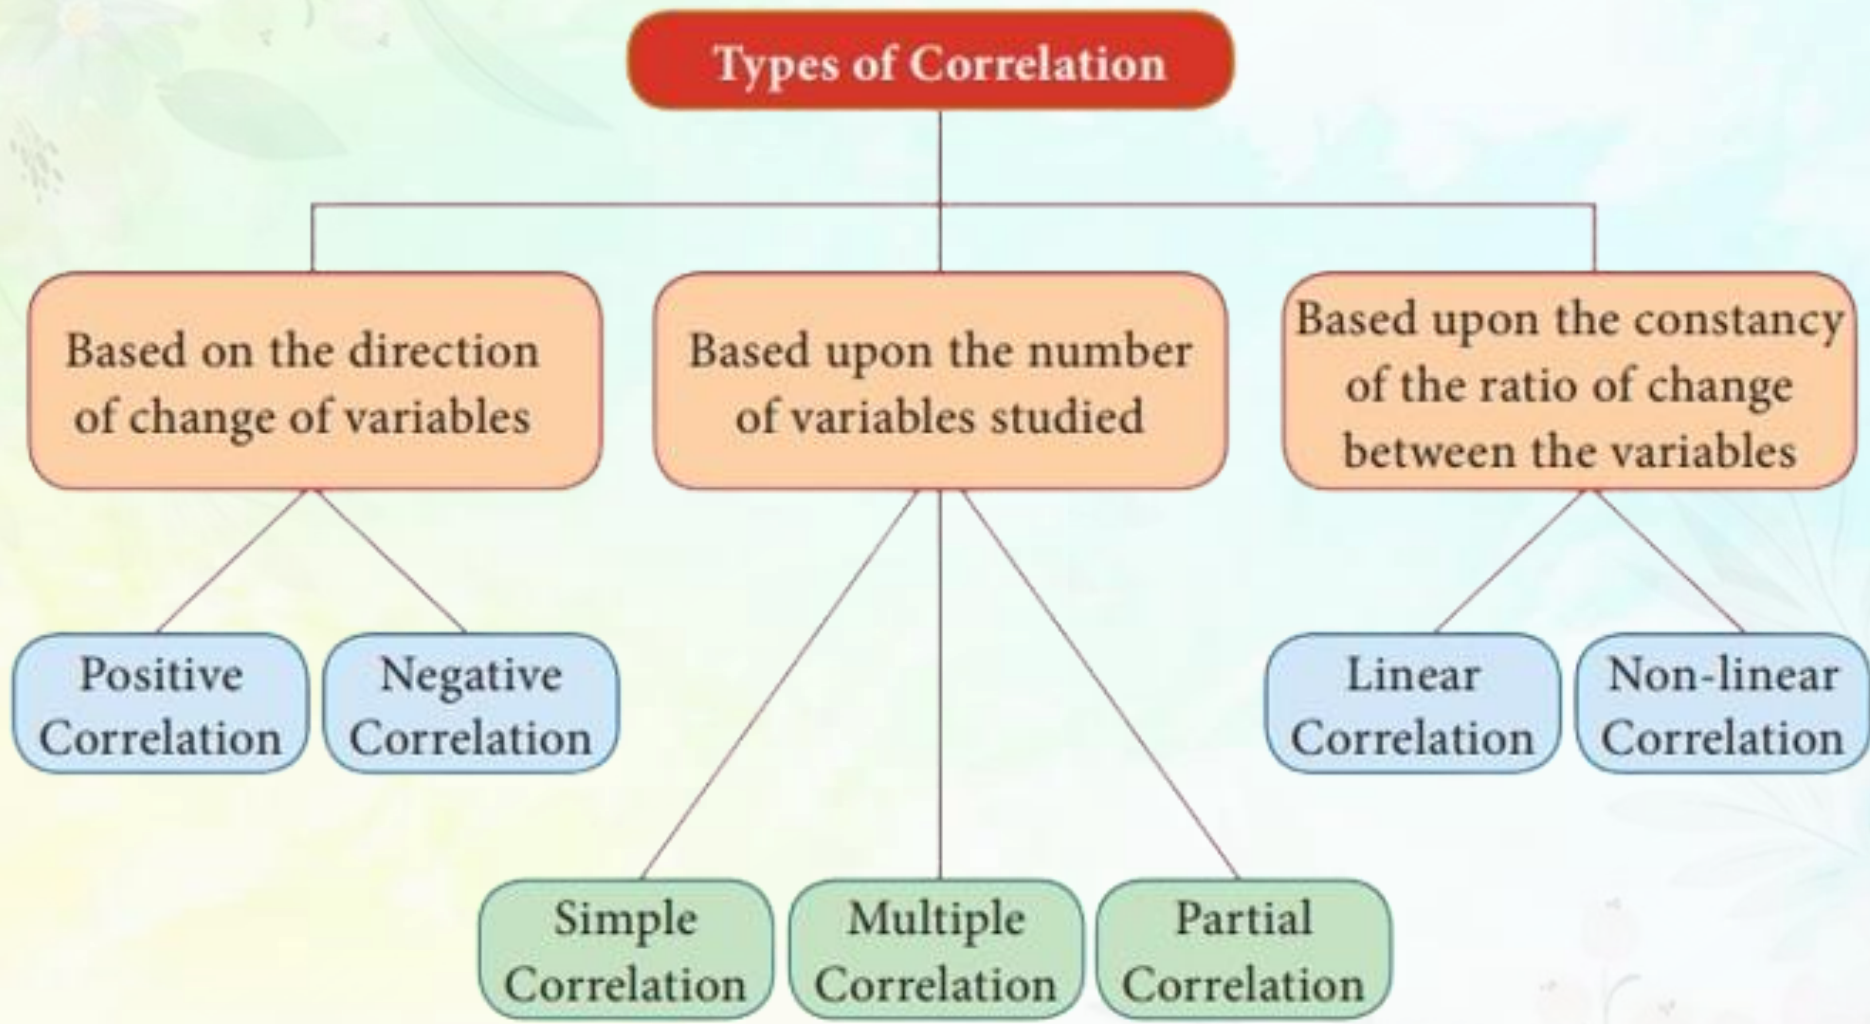 Types of Correlation
Based on the direction
of change of variables
Based upon the number
of variables studied
Based upon the constancy
of the ratio of change
between the variables
Positive
Correlation
Negative
Correlation
Linear
Correlation
Non-linear
Correlation
Simple
Correlation
Multiple
Correlation
Partial
Correlation